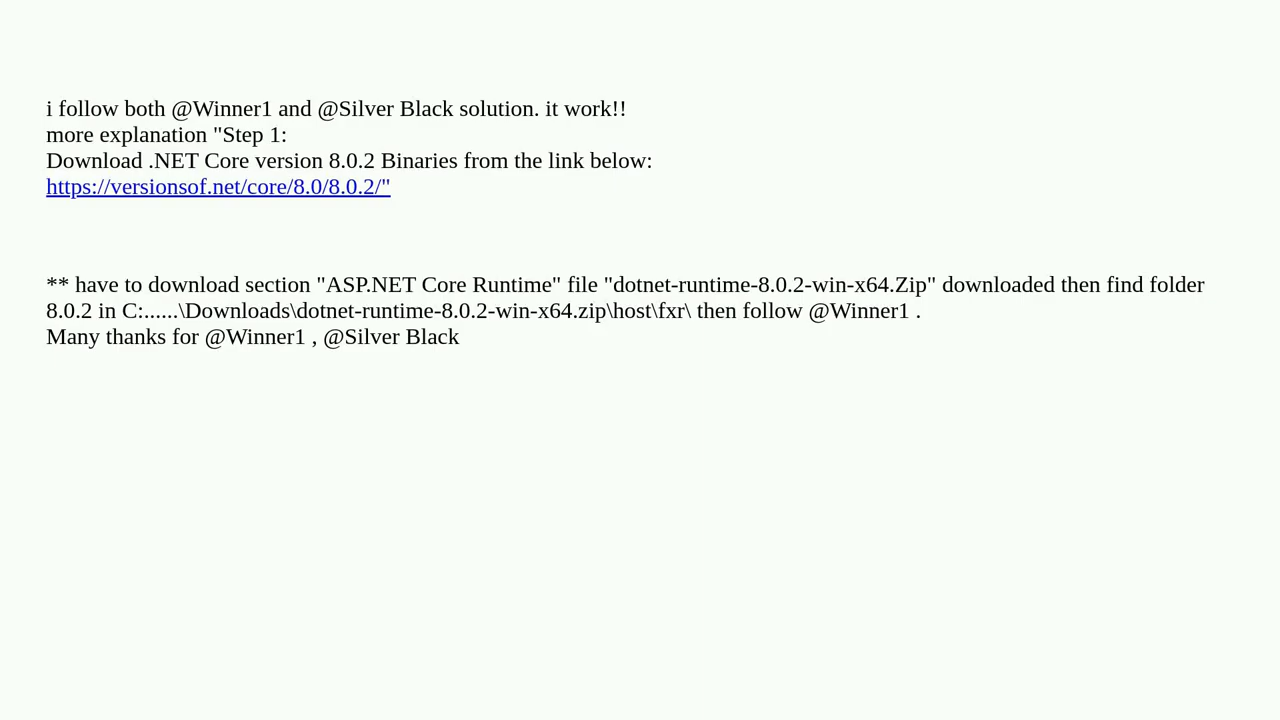 i follow both @Winner1 and @Silver Black solution. it work!!
more explanation "Step 1:
Download .NET Core version 8.0.2 Binaries from the link below:
https://versionsof.net/core/8.0/8.0.2/"
** have to download section "ASP.NET Core Runtime" file "dotnet-runtime-8.0.2-win-x64.Zip" downloaded then find folder
8.0.2 in C:......\Downloads\dotnet-runtime-8.0.2-win-x64.zip\host\fxr\ then follow @Winner1 .
Many thanks for @Winner1 , @Silver Black